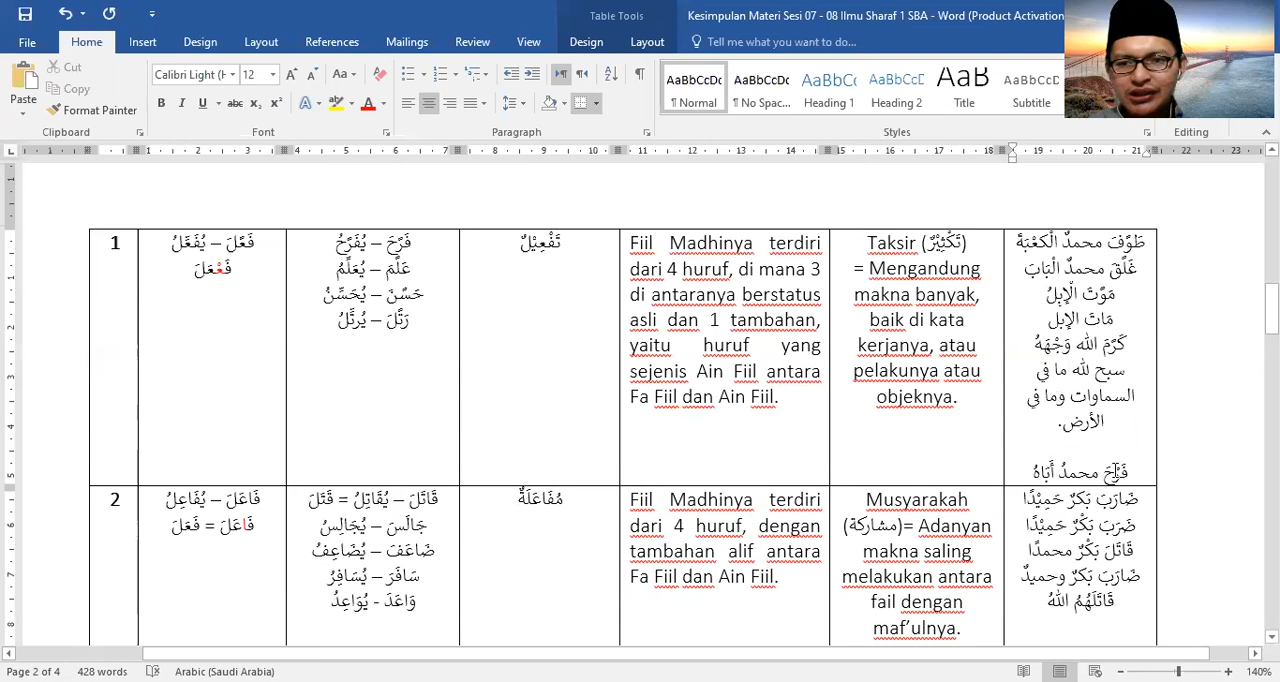 Table Tools
Kesimpulan Materi Sesi 07 - 08 Ilmu Sharaf 1 SBA - Word (Product Activation
File Home Insert Design Layout References Mailings Review View Design Layout Tell me what you want to do...
Cut
Copy
Format Painter
Paste
Calibri Light (H 12
Clipboard
Font
Paragraph
AaBbCcDc AaBbCcDc AaBbCc AaBbCcD AaB AaBbCcD
¶ Normal ¶ No Spac... Heading 1 Heading 2 Title Subtitle
Styles
Editing
1
فَعَّلَ – يُفَعِّلُ
فَعْعَلَ
فَرَّحَ – يُفَرِّحُ
عَلَّمَ – يُعَلِّمُ
حَسَّنَ – يُحَسِّنُ
رَتَّلَ – يُرَتِّلُ
تَفْعِيْلٌ
Fiil Madhinya terdiri
dari 4 huruf, di mana 3
di antaranya berstatus
asli dan 1 tambahan,
yaitu huruf yang
sejenis Ain Fiil antara
Fa Fiil dan Ain Fiil.
Taksir (تَكْثِيْرٌ)
= Mengandung
makna banyak,
baik di kata
kerjanya, atau
pelakunya atau
objeknya.
طَوَّفَ محمدٌ الْكَعْبَةَ
غَلَّقَ محمدٌ الْبَابَ
مَوَّتَ الْإِبِلُ
مَاتَ الإبل
كَرَّمَ الله وَجْهَهُ
سبح لله ما في
السماوات وما في
الأرض.
فَرَّحَ محمدُ أَبَاهُ
2
فَاعَلَ – يُفَاعِلُ
فَاعَلَ = فَعَلَ
قَاتَلَ – يُقَاتِلُ = قَتَلَ
جَالَسَ – يُجَالِسُ
ضَاعَفَ – يُضَاعِفُ
سَافَرَ – يُسَافِرُ
وَاعَدَ - يُوَاعِدُ
مُفَاعَلَةٌ
Fiil Madhinya terdiri
dari 4 huruf, dengan
tambahan alif antara
Fa Fiil dan Ain Fiil.
Musyarakah
(مشاركة)= Adanyan
makna saling
melakukan antara
fail dengan
maf’ulnya.
ضَارَبَ بَكرٌ حَمِيْدًا
ضَرَبَ بَكْرٌ حَمِيْدًا
قَاتَلَ بَكْرٌ محمدًا
ضَارَبَ بَكرٌ وحميدٌ
قَاتَلَهُمُ اللهُ
Page 2 of 4 428 words Arabic (Saudi Arabia) 140%